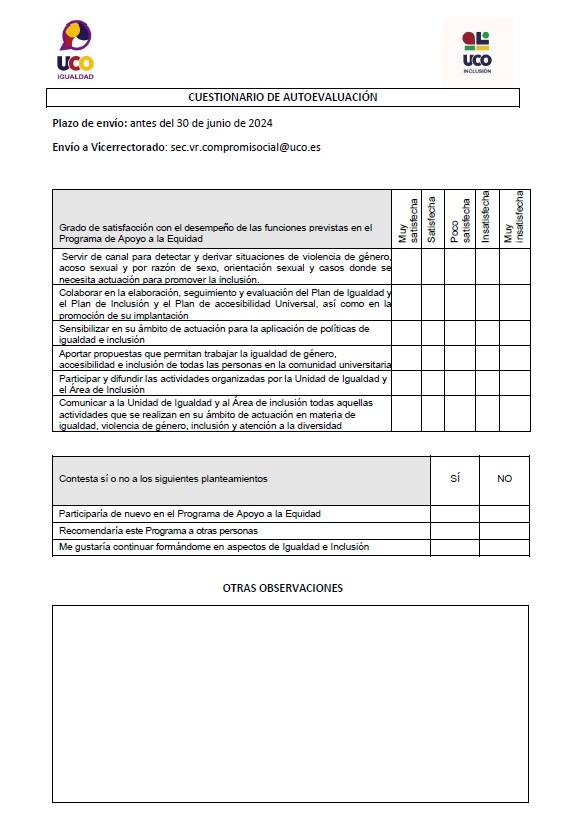 UCO
IGUALDAD
UCO
INCLUSIÓN
CUESTIONARIO DE AUTOEVALUACIÓN
Plazo de envío: antes del 30 de junio de 2024
Envío a Vicerrectorado: sec.vr.compromisocial@uco.es
Grado de satisfacción con el desempeño de las funciones previstas en el
Programa de Apoyo a la Equidad
Muy
satisfecha
Satisfecha
Poco
satisfecha
Insatisfecha
Muy
insatisfecha
Servir de canal para detectar y derivar situaciones de violencia de género,
acoso sexual y por razón de sexo, orientación sexual y casos donde se
necesita actuación para promover la inclusión.
Colaborar en la elaboración, seguimiento y evaluación del Plan de Igualdad y
el Plan de Inclusión y el Plan de accesibilidad Universal, así como en la
promoción de su implantación
Sensibilizar en su ámbito de actuación para la aplicación de políticas de
igualdad e inclusión
Aportar propuestas que permitan trabajar la igualdad de género,
accesibilidad e inclusión de todas las personas en la comunidad universitaria
Participar y difundir las actividades organizadas por la Unidad de Igualdad y
el Área de Inclusión
Comunicar a la Unidad de Igualdad y al Área de inclusión todas aquellas
actividades que se realizan en su ámbito de actuación en materia de
igualdad, violencia de género, inclusión y atención a la diversidad
Contesta sí o no a los siguientes planteamientos
SÍ
NO
Participaría de nuevo en el Programa de Apoyo a la Equidad
Recomendaría este Programa a otras personas
Me gustaría continuar formándome en aspectos de Igualdad e Inclusión
OTRAS OBSERVACIONES